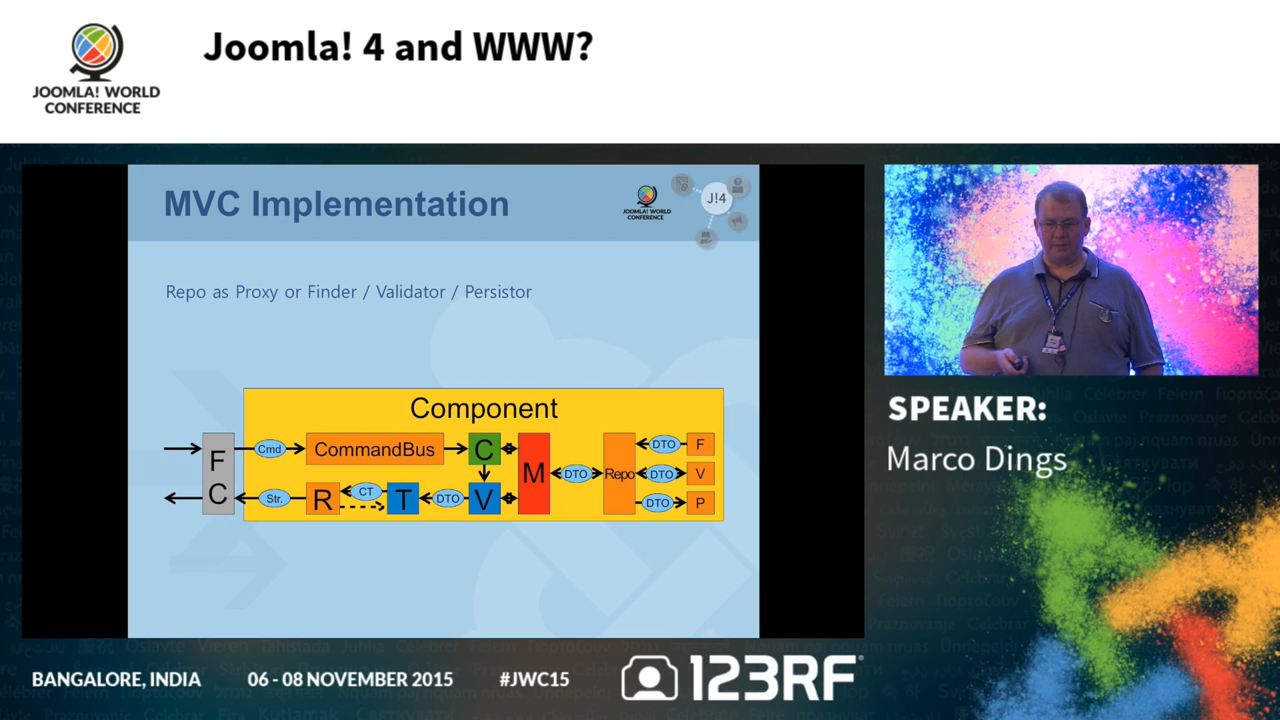 JOOMLA! WORLD
CONFERENCE
Joomla! 4 and WWW?
MVC Implementation
JOOMLA! WORLD
CONFERENCE
J!4
Repo as Proxy or Finder / Validator / Persistor
Component
F
C
Cmd
CommandBus
C
M
DTO
Repo
DTO
F
DTO
V
DTO
P
Str.
R
CT
T
DTO
V
SPEAKER:
Marco Dings
BANGALORE, INDIA
06 - 08 NOVEMBER 2015
#JWC15
123RF